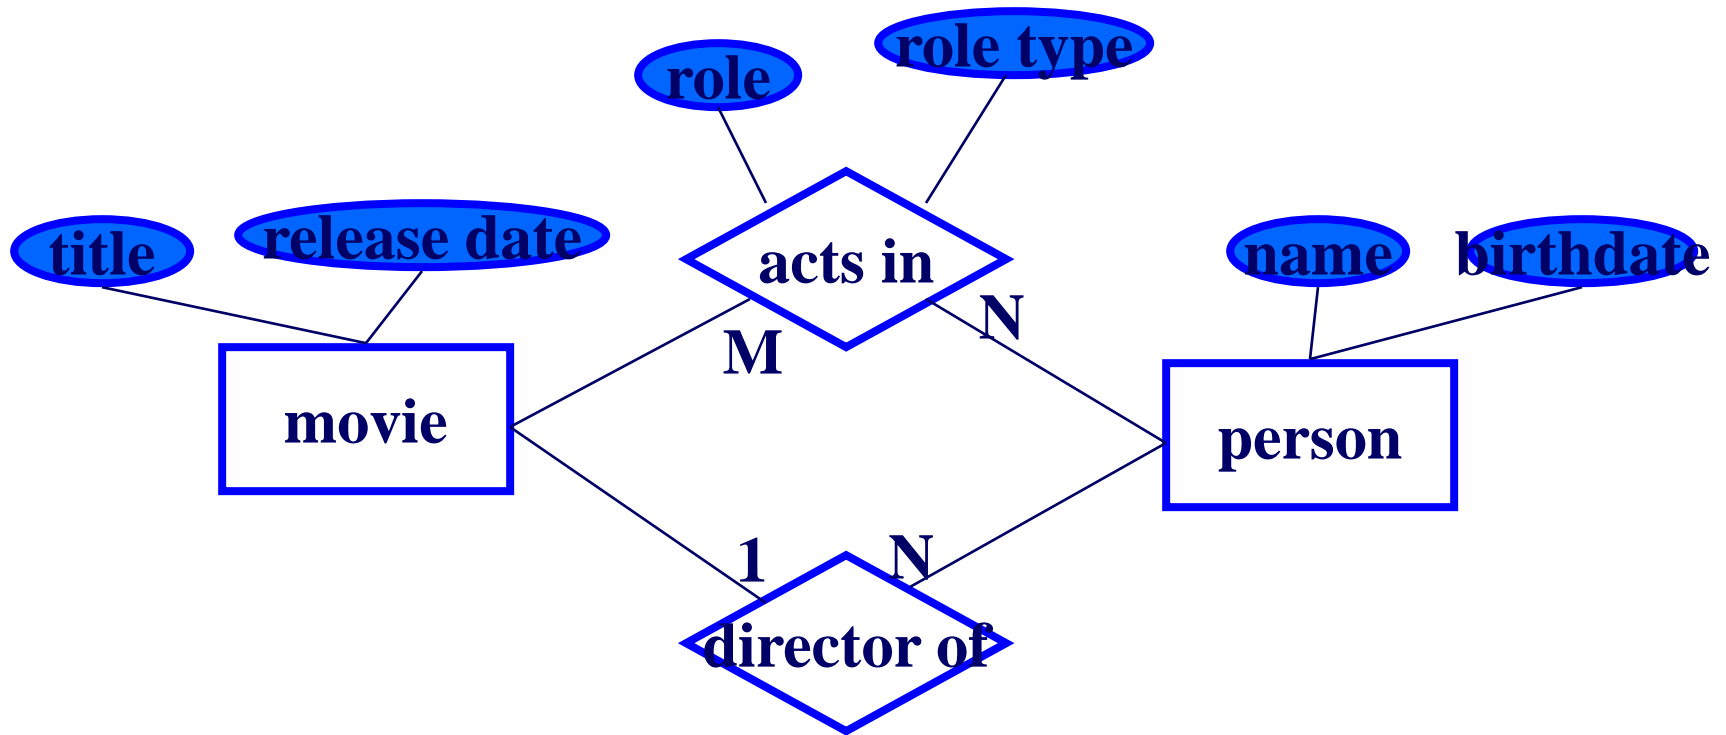 role type
role
title
release date
name
birthdate
acts in
M
N
movie
person
1
N
director of